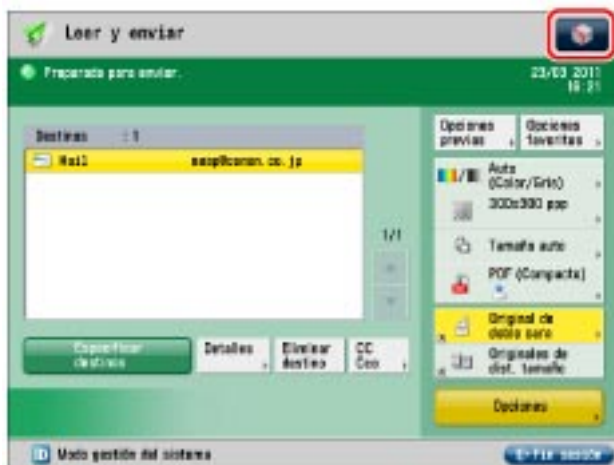 Leer y enviar
Preparado para enviar.
23/03 2011
16:21
Destinos :1
Mail
1/1
Especificar
destinos
Detalles
Eliminar
destino
CC
Cco
Opciones
previas
Opciones
favoritas
Auto
(Color/Gris)
300x300 ppp
Tamaño auto
PDF (Compacto)
Original de
doble cara
Originales de
dist. tamaño
Opciones
Modo gestión del sistema
Fin sesión